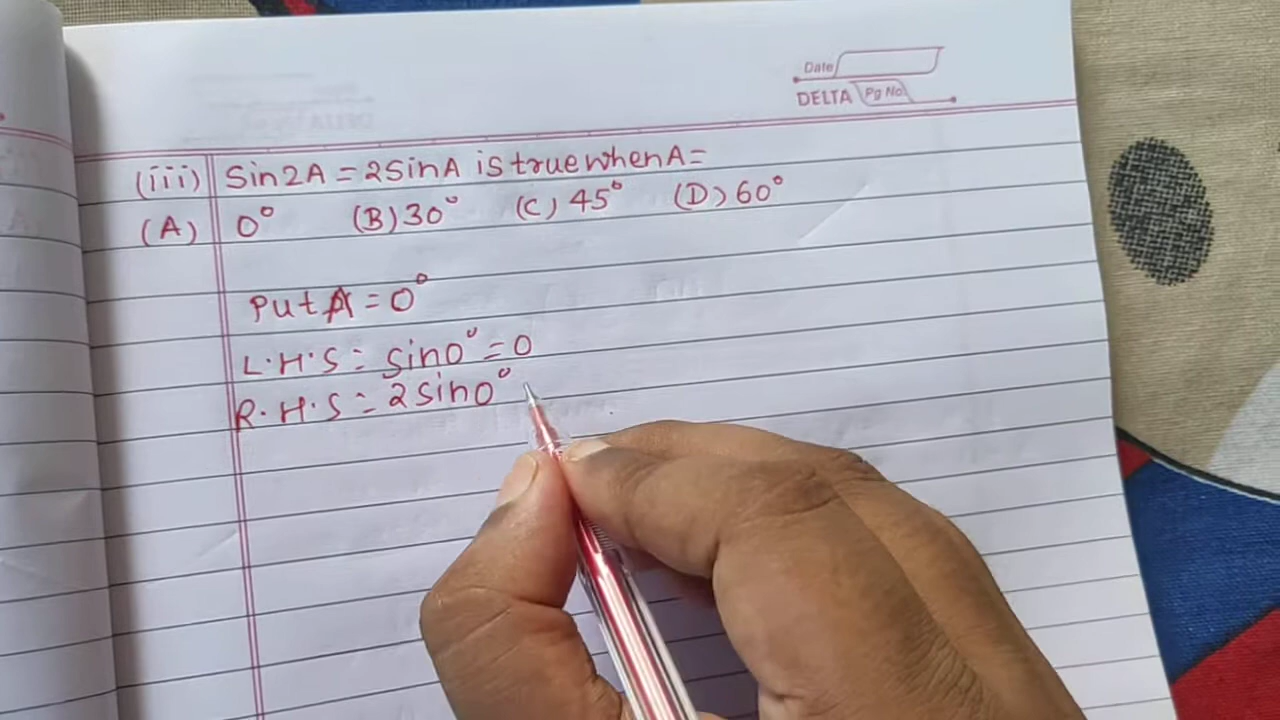 Date
DELTA Pg No.
(iii) Sin2A = 2SinA is true when A=
(A) 0° (B) 30° (C) 45° (D) 60°
Put A = 0°
L.H.S = sin0° = 0
R.H.S = 2sin0°